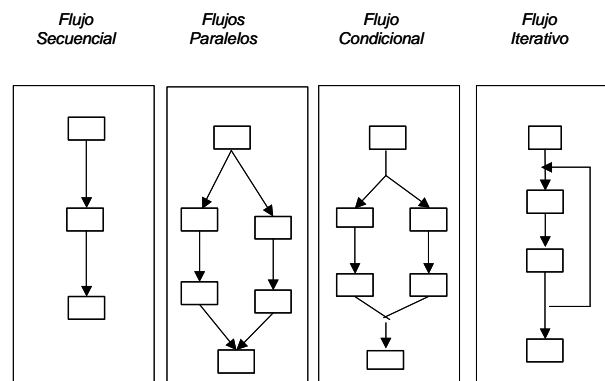 Flujo
Secuencial
Flujos
Paralelos
Flujo
Condicional
Flujo
Iterativo